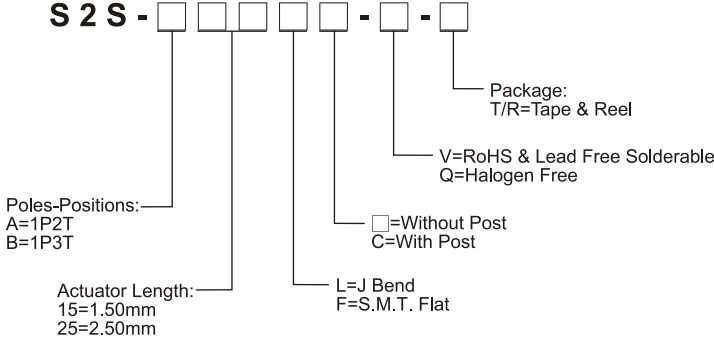 S2S-□□□□□-□-□
Package:
T/R=Tape & Reel
V=RoHS & Lead Free Solderable
Q=Halogen Free
Poles-Positions:
A=1P2T
B=1P3T
□=Without Post
C=With Post
Actuator Length:
15=1.50mm
25=2.50mm
L=J Bend
F=S.M.T. Flat